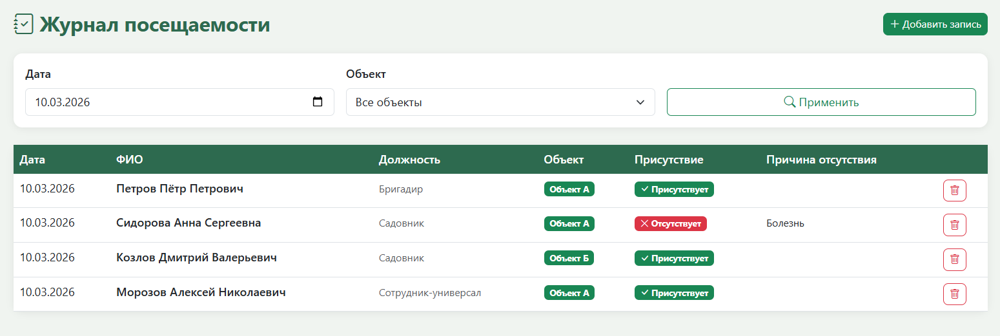 Журнал посещаемости
+ Добавить запись
Дата Объект
10.03.2026 Все объекты Применить
Дата ФИО Должность Объект Присутствие Причина отсутствия
10.03.2026 Петров Пётр Петрович Бригадир Объект А Присутствует
10.03.2026 Сидорова Анна Сергеевна Садовник Объект А Отсутствует Болезнь
10.03.2026 Козлов Дмитрий Валерьевич Садовник Объект Б Присутствует
10.03.2026 Морозов Алексей Николаевич Сотрудник-универсал Объект А Присутствует